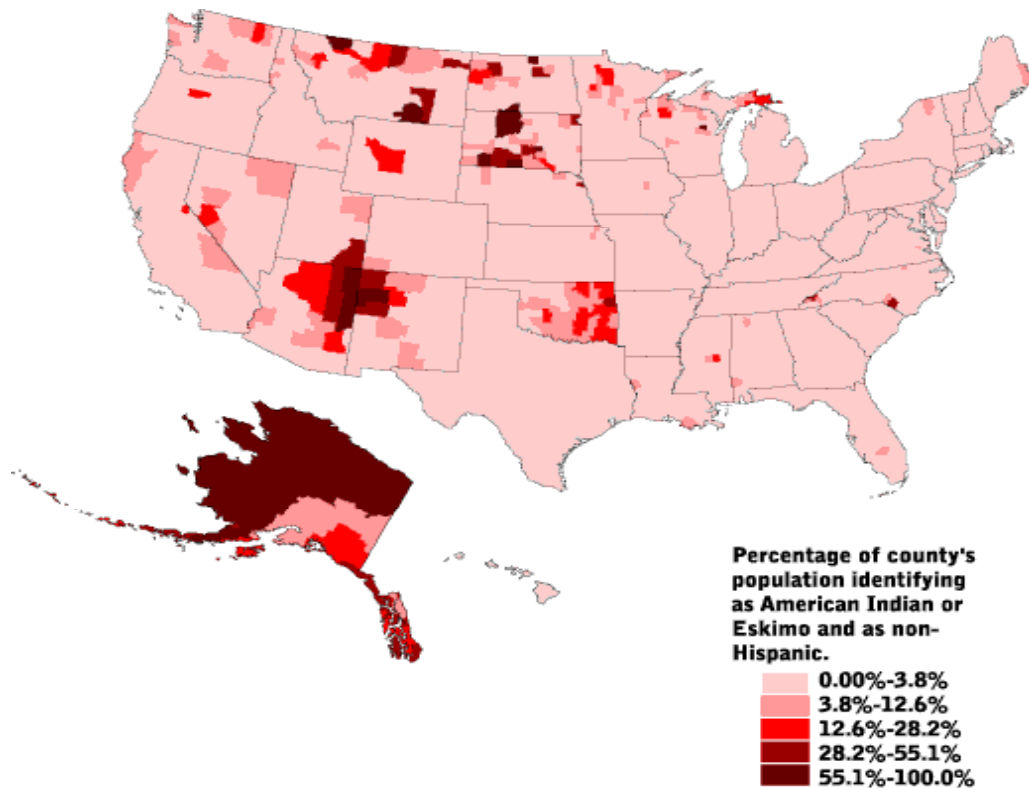 Percentage of county's
population identifying
as American Indian or
Eskimo and as non-
Hispanic.
0.00%-3.8%
3.8%-12.6%
12.6%-28.2%
28.2%-55.1%
55.1%-100.0%